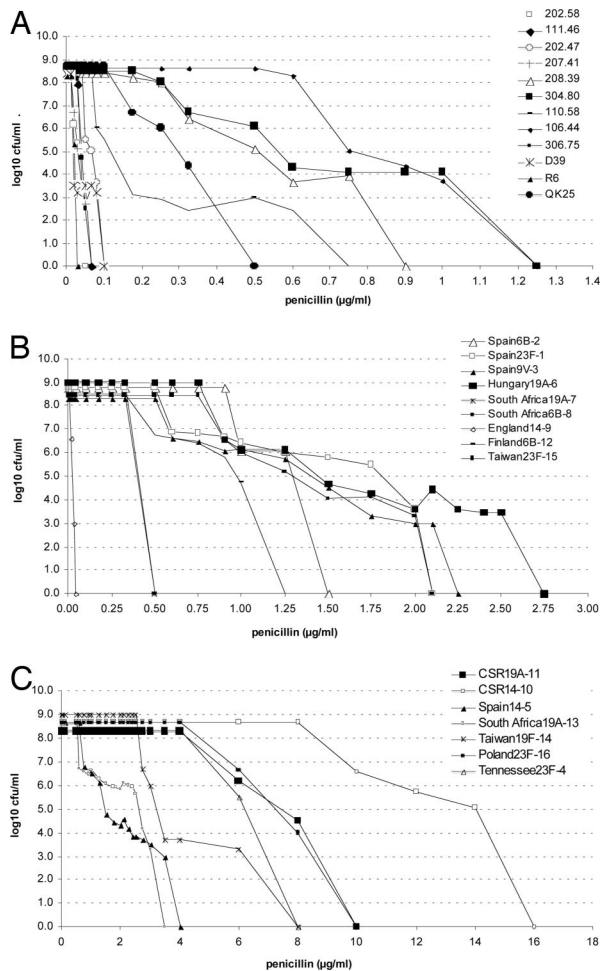 A
log10 cfu/ml .
10.0
9.0
8.0
7.0
6.0
5.0
4.0
3.0
2.0
1.0
0.0
0 0.1 0.2 0.3 0.4 0.5 0.6 0.7 0.8 0.9 1 1.1 1.2 1.3 1.4
penicillin (µg/ml)
202.58
111.46
202.47
207.41
208.39
304.80
110.58
106.44
306.75
D39
R6
QK25
B
log10 cfu/ml
10.0
9.0
8.0
7.0
6.0
5.0
4.0
3.0
2.0
1.0
0.0
0.00 0.25 0.50 0.75 1.00 1.25 1.50 1.75 2.00 2.25 2.50 2.75 3.00
penicillin (µg/ml)
Spain6B-2
Spain23F-1
Spain9V-3
Hungary19A-6
South Africa19A-7
South Africa6B-8
England14-9
Finland6B-12
Taiwan23F-15
C
log10 cfu/ml
10.0
9.0
8.0
7.0
6.0
5.0
4.0
3.0
2.0
1.0
0.0
0 2 4 6 8 10 12 14 16 18
penicillin (µg/ml)
CSR19A-11
CSR14-10
Spain14-5
South Africa19A-13
Taiwan19F-14
Poland23F-16
Tennessee23F-4